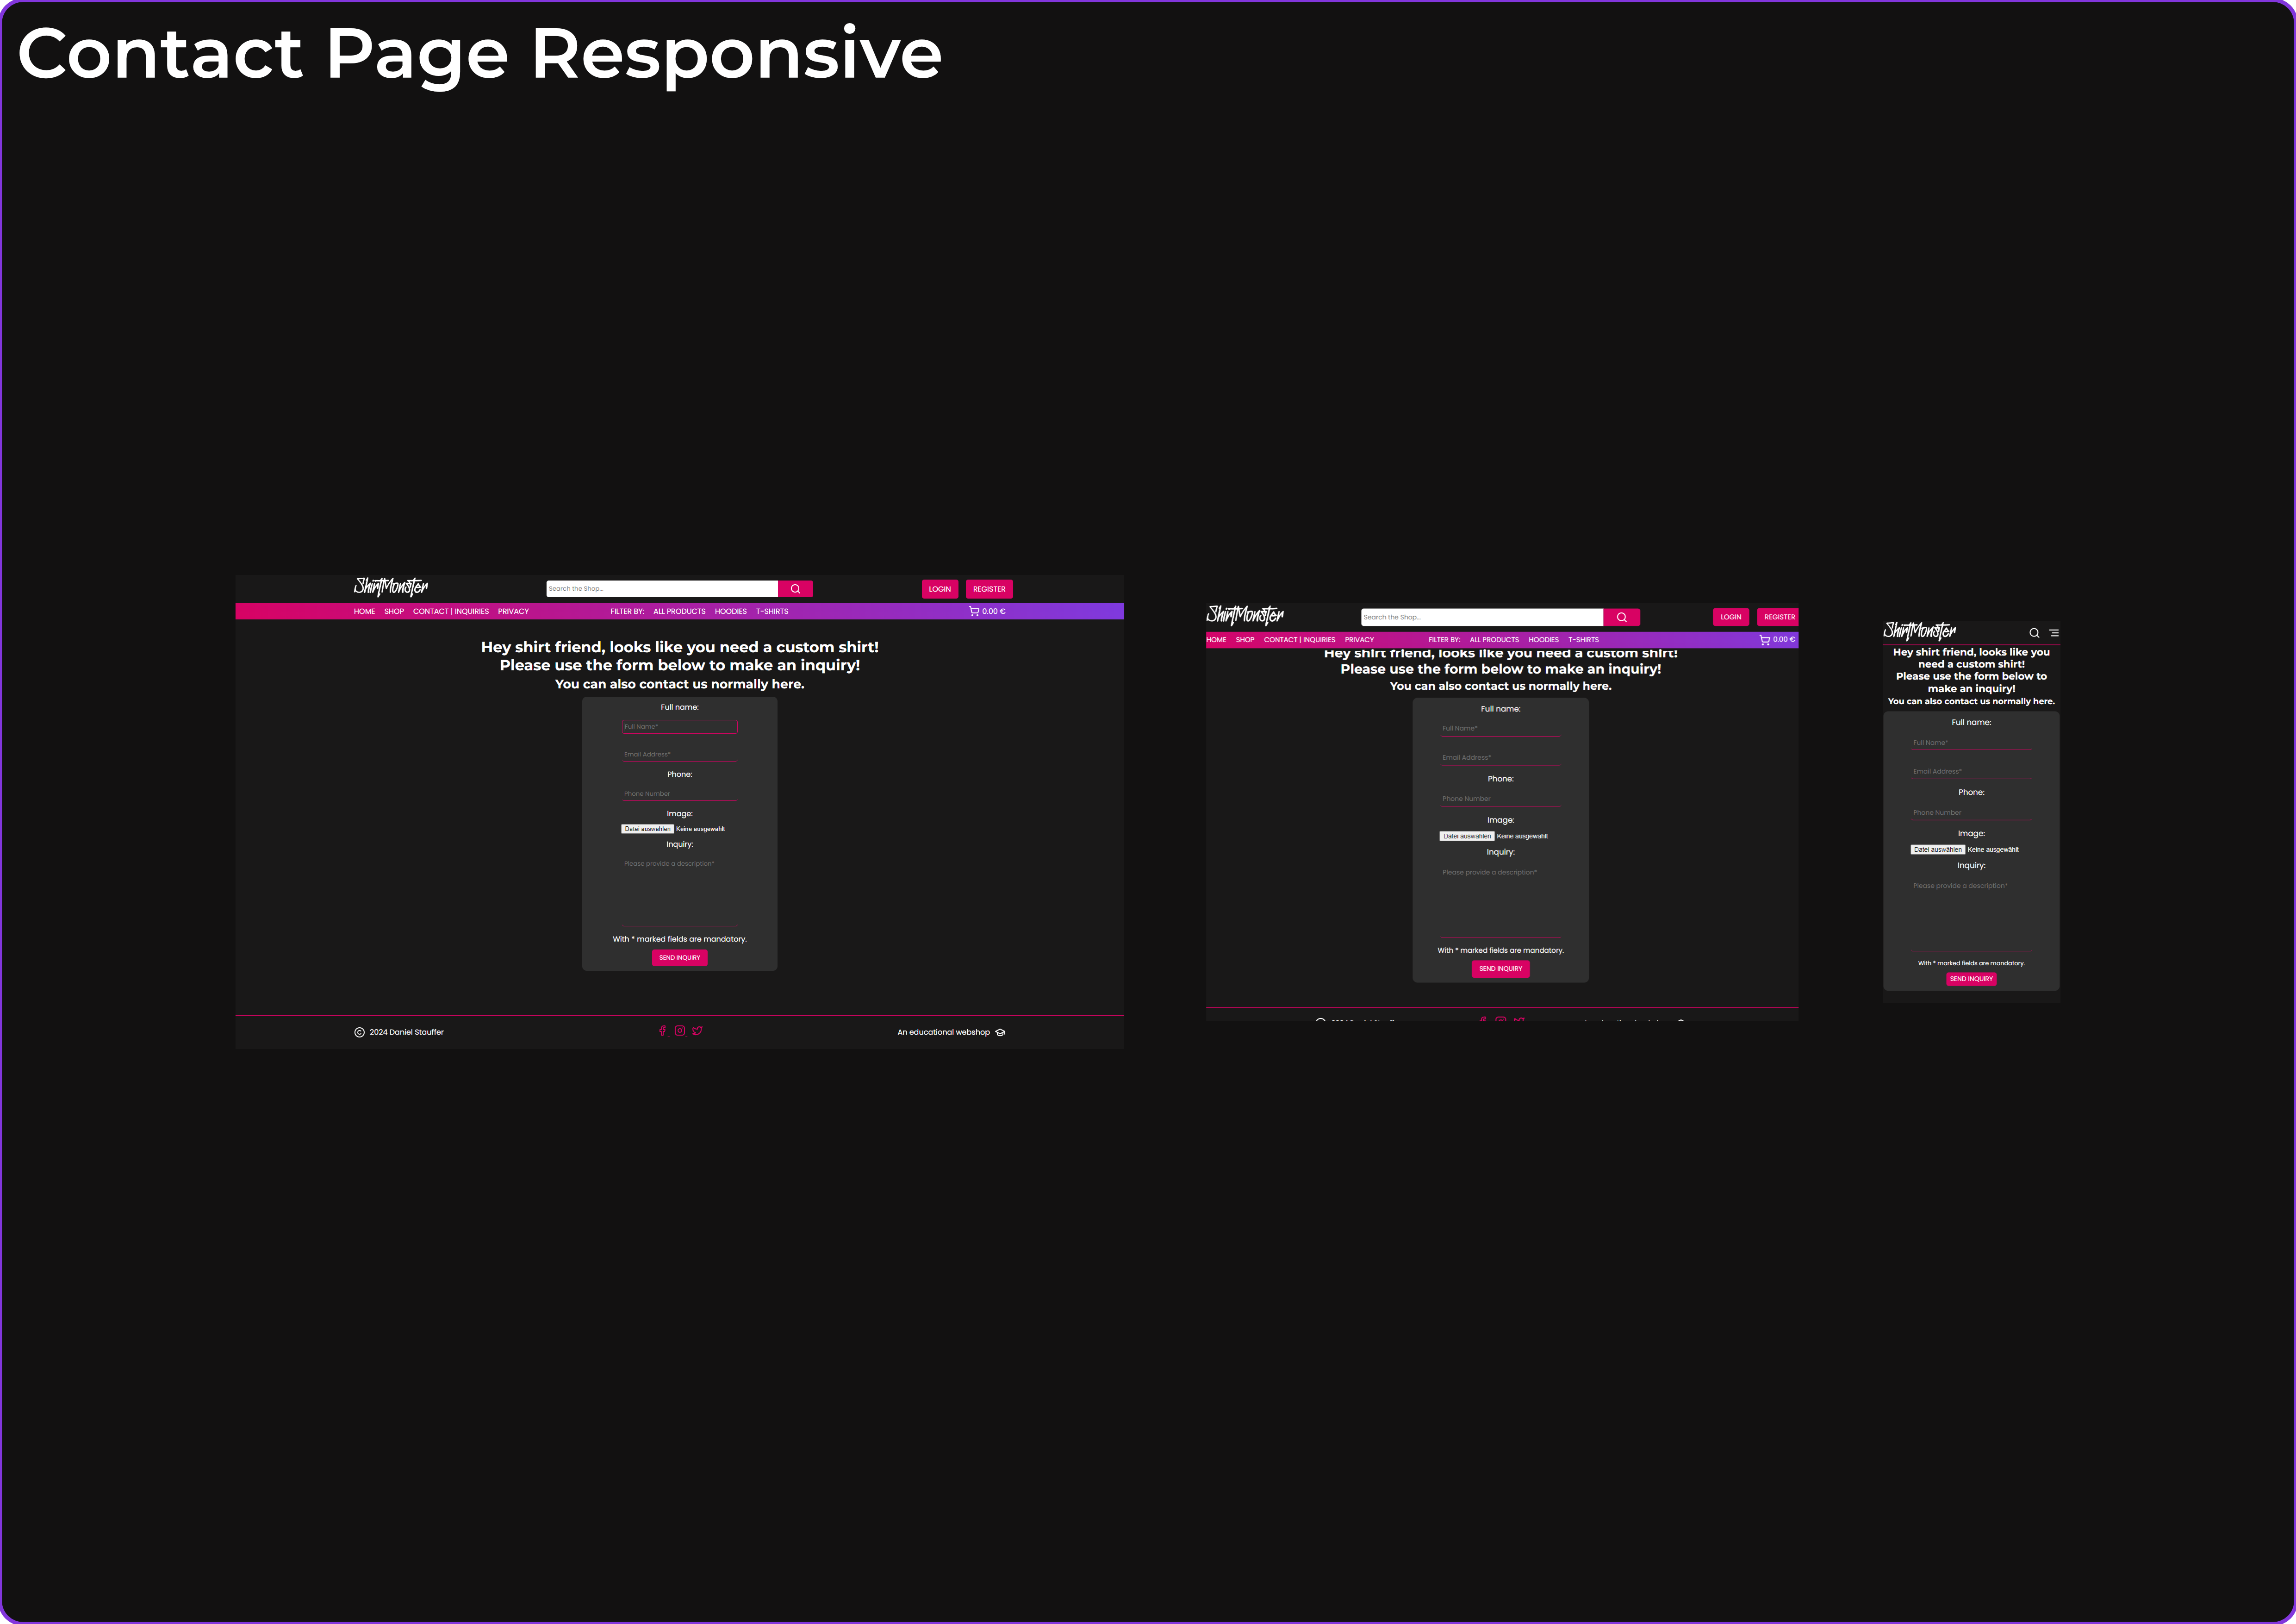 Contact Page Responsive
ShirtMonster
Search the Shop...
LOGIN REGISTER
HOME SHOP CONTACT | INQUIRIES PRIVACY FILTER BY: ALL PRODUCTS HOODIES T-SHIRTS 0.00 €
Hey shirt friend, looks like you need a custom shirt!
Please use the form below to make an inquiry!
You can also contact us normally here.
Full name:
Full Name*
Email Address*
Phone:
Phone Number
Image:
Datei auswählen Keine ausgewählt
Inquiry:
Please provide a description*
With * marked fields are mandatory.
SEND INQUIRY
© 2024 Daniel Stauffer
An educational webshop
ShirtMonster
Search the Shop...
LOGIN REGISTER
HOME SHOP CONTACT | INQUIRIES PRIVACY FILTER BY: ALL PRODUCTS HOODIES T-SHIRTS 0.00 €
Hey shirt friend, looks like you need a custom shirt!
Please use the form below to make an inquiry!
You can also contact us normally here.
Full name:
Full Name*
Email Address*
Phone:
Phone Number
Image:
Datei auswählen Keine ausgewählt
Inquiry:
Please provide a description*
With * marked fields are mandatory.
SEND INQUIRY
ShirtMonster
Hey shirt friend, looks like you
need a custom shirt!
Please use the form below to
make an inquiry!
You can also contact us normally here.
Full name:
Full Name*
Email Address*
Phone:
Phone Number
Image:
Datei auswählen Keine ausgewählt
Inquiry:
Please provide a description*
With * marked fields are mandatory.
SEND INQUIRY